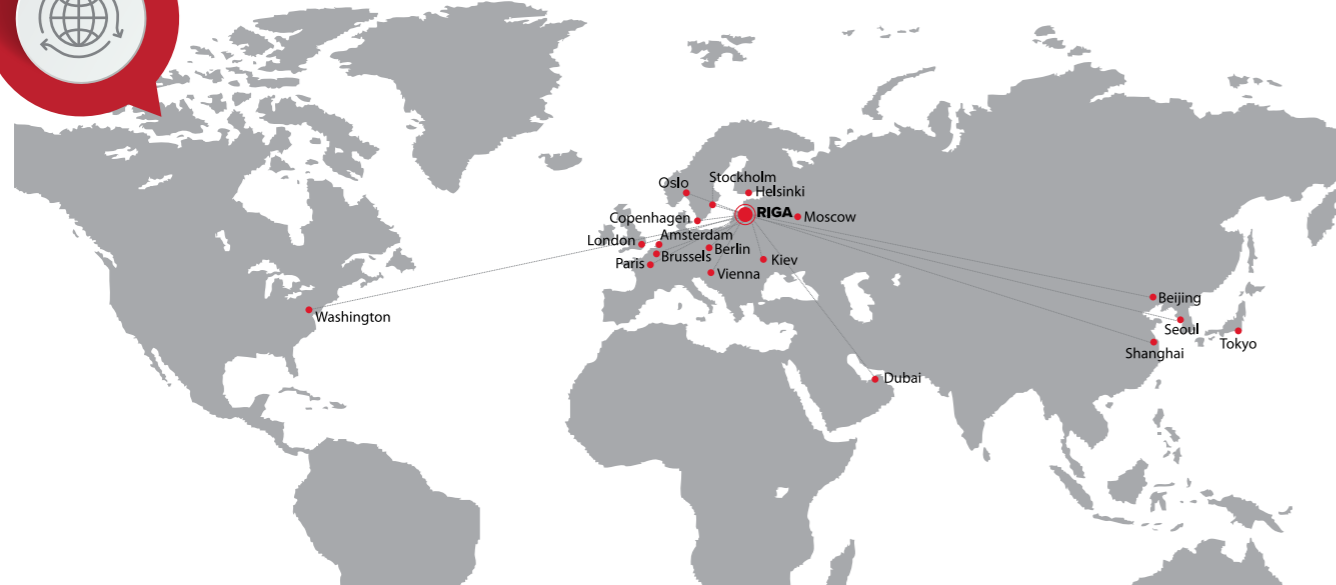 Stockholm
Oslo
Helsinki
RIGA
Moscow
Copenhagen
Amsterdam
London
Berlin
Brussels
Paris
Kiev
Vienna
Washington
Beijing
Seoul
Tokyo
Shanghai
Dubai